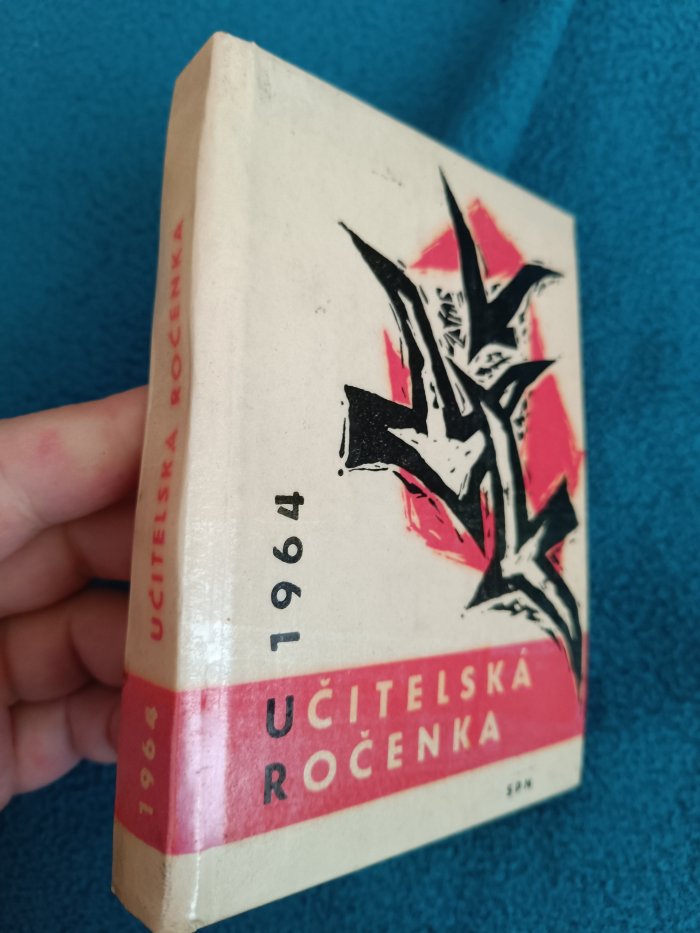 1964
UČITELSKÁ
ROČENKA
SPN
UČITELSKÁ ROČENKA
1964